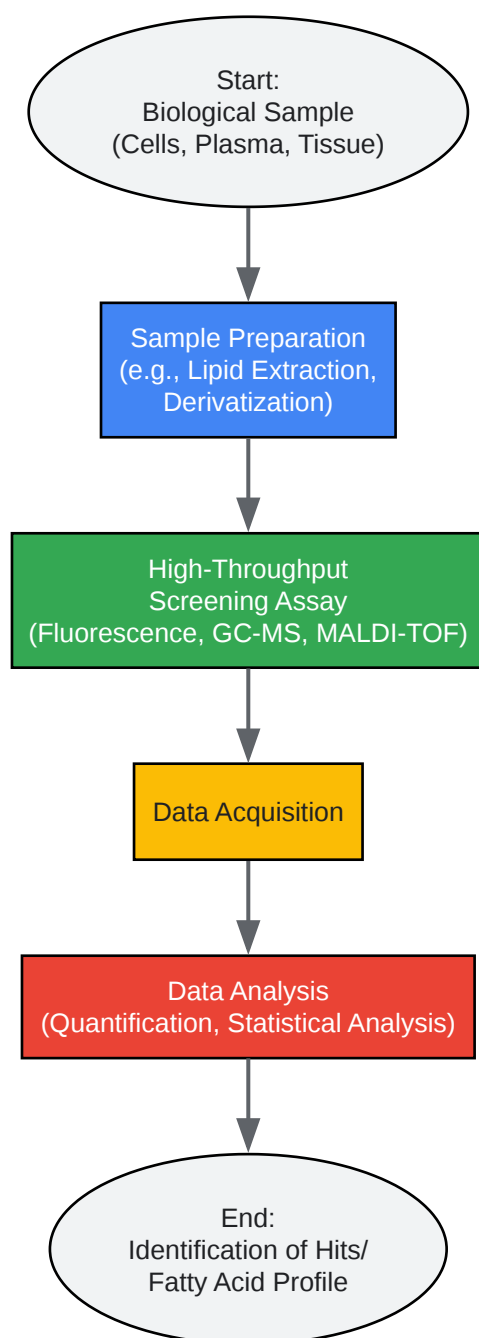 Start:
Biological Sample
(Cells, Plasma, Tissue)
Sample Preparation
(e.g., Lipid Extraction,
Derivatization)
High-Throughput
Screening Assay
(Fluorescence, GC-MS, MALDI-TOF)
Data Acquisition
Data Analysis
(Quantification, Statistical Analysis)
End:
Identification of Hits/
Fatty Acid Profile